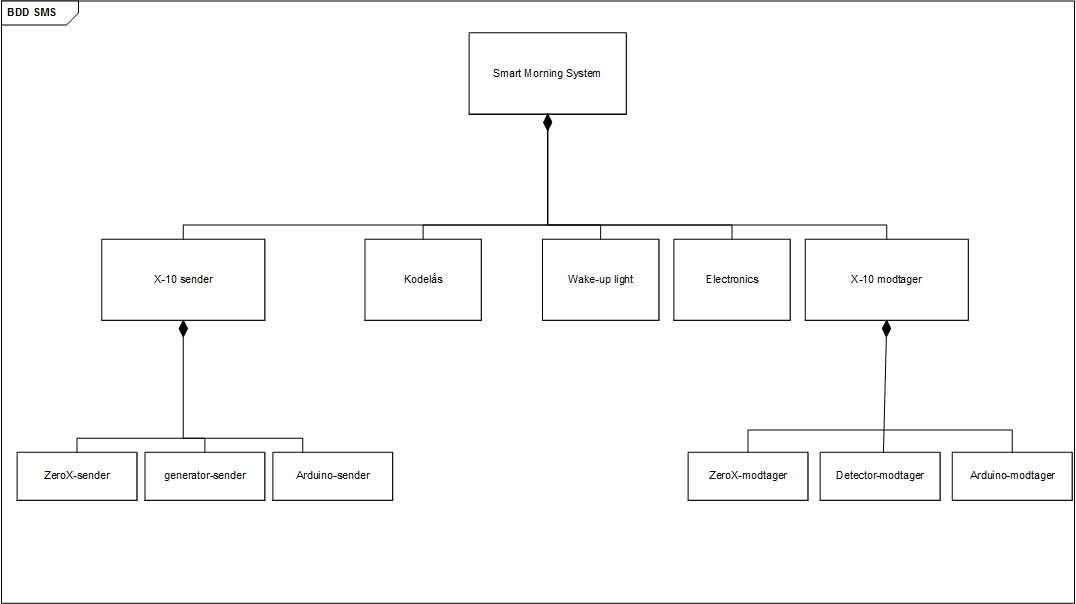 BDD SMS
Smart Morning System
X-10 sender
Kodelås
Wake-up light
Electronics
X-10 modtager
ZeroX-sender
generator-sender
Arduino-sender
ZeroX-modtager
Detector-modtager
Arduino-modtager